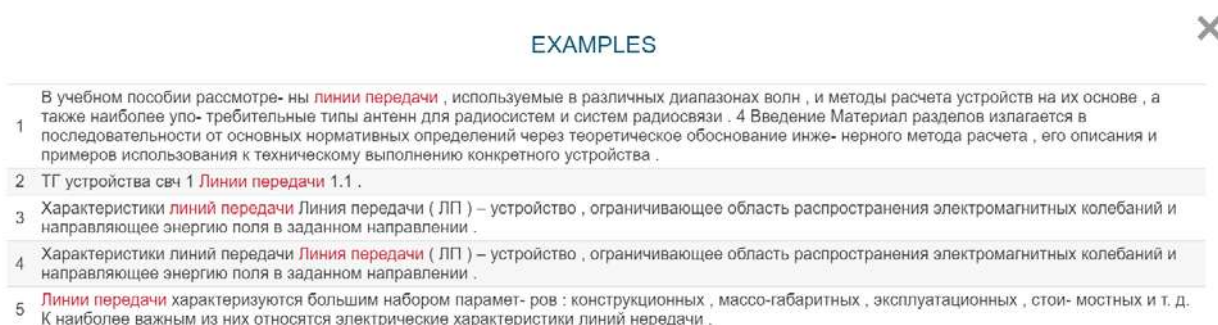 EXAMPLES
В учебном пособии рассмотре- ны линии передачи , используемые в различных диапазонах волн , и методы расчета устройств на их основе , а
1 также наиболее упо- требительные типы антенн для радиосистем и систем радиосвязи . 4 Введение Материал разделов излагается в
последовательности от основных нормативных определений через теоретическое обоснование инже- нерного метода расчета , его описания и
примеров использования к техническому выполнению конкретного устройства .
2 ТГ устройства свч 1 Линии передачи 1.1 .
3 Характеристики линий передачи Линия передачи ( ЛП ) – устройство , ограничивающее область распространения электромагнитных колебаний и
направляющее энергию поля в заданном направлении .
4 Характеристики линий передачи Линия передачи ( ЛП ) – устройство , ограничивающее область распространения электромагнитных колебаний и
направляющее энергию поля в заданном направлении .
5 Линии передачи характеризуются большим набором парамет- ров : конструкционных , массо-габаритных , эксплуатационных , стои- мостных и т. д.
К наиболее важным из них относятся электрические характеристики линий нередачи .